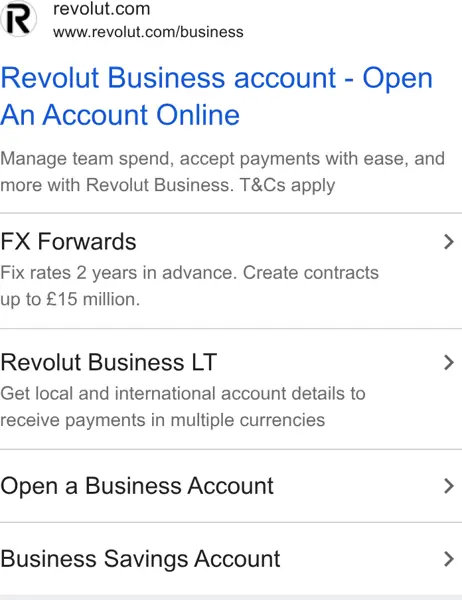 R
revolut.com
www.revolut.com/business
Revolut Business account - Open
An Account Online
Manage team spend, accept payments with ease, and
more with Revolut Business. T&Cs apply
FX Forwards
Fix rates 2 years in advance. Create contracts
up to £15 million.
Revolut Business LT
Get local and international account details to
receive payments in multiple currencies
Open a Business Account
Business Savings Account